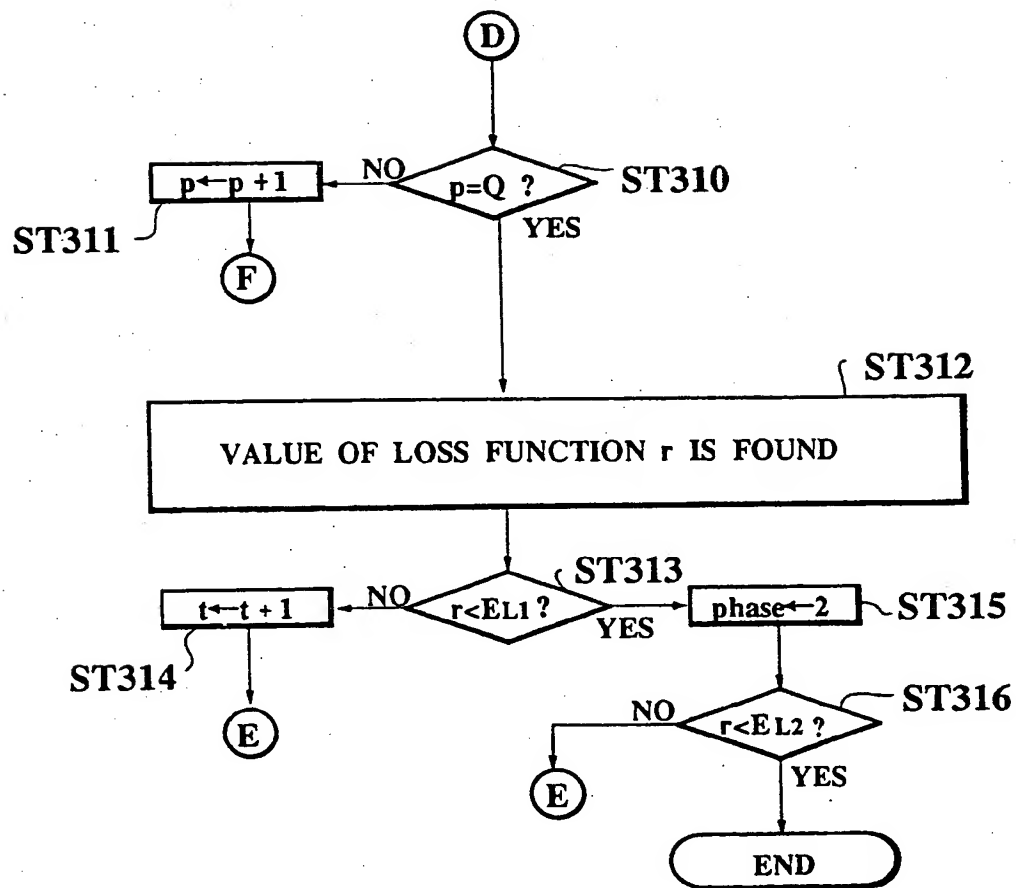 D
NO
p=Q ?
ST310
p←p +1
YES
ST311
F
ST312
VALUE OF LOSS FUNCTION r IS FOUND
ST313
NO
t←t +1
r<EL1 ?
YES
phase←2
ST315
ST314
ST316
E
NO
r<EL2 ?
YES
E
END